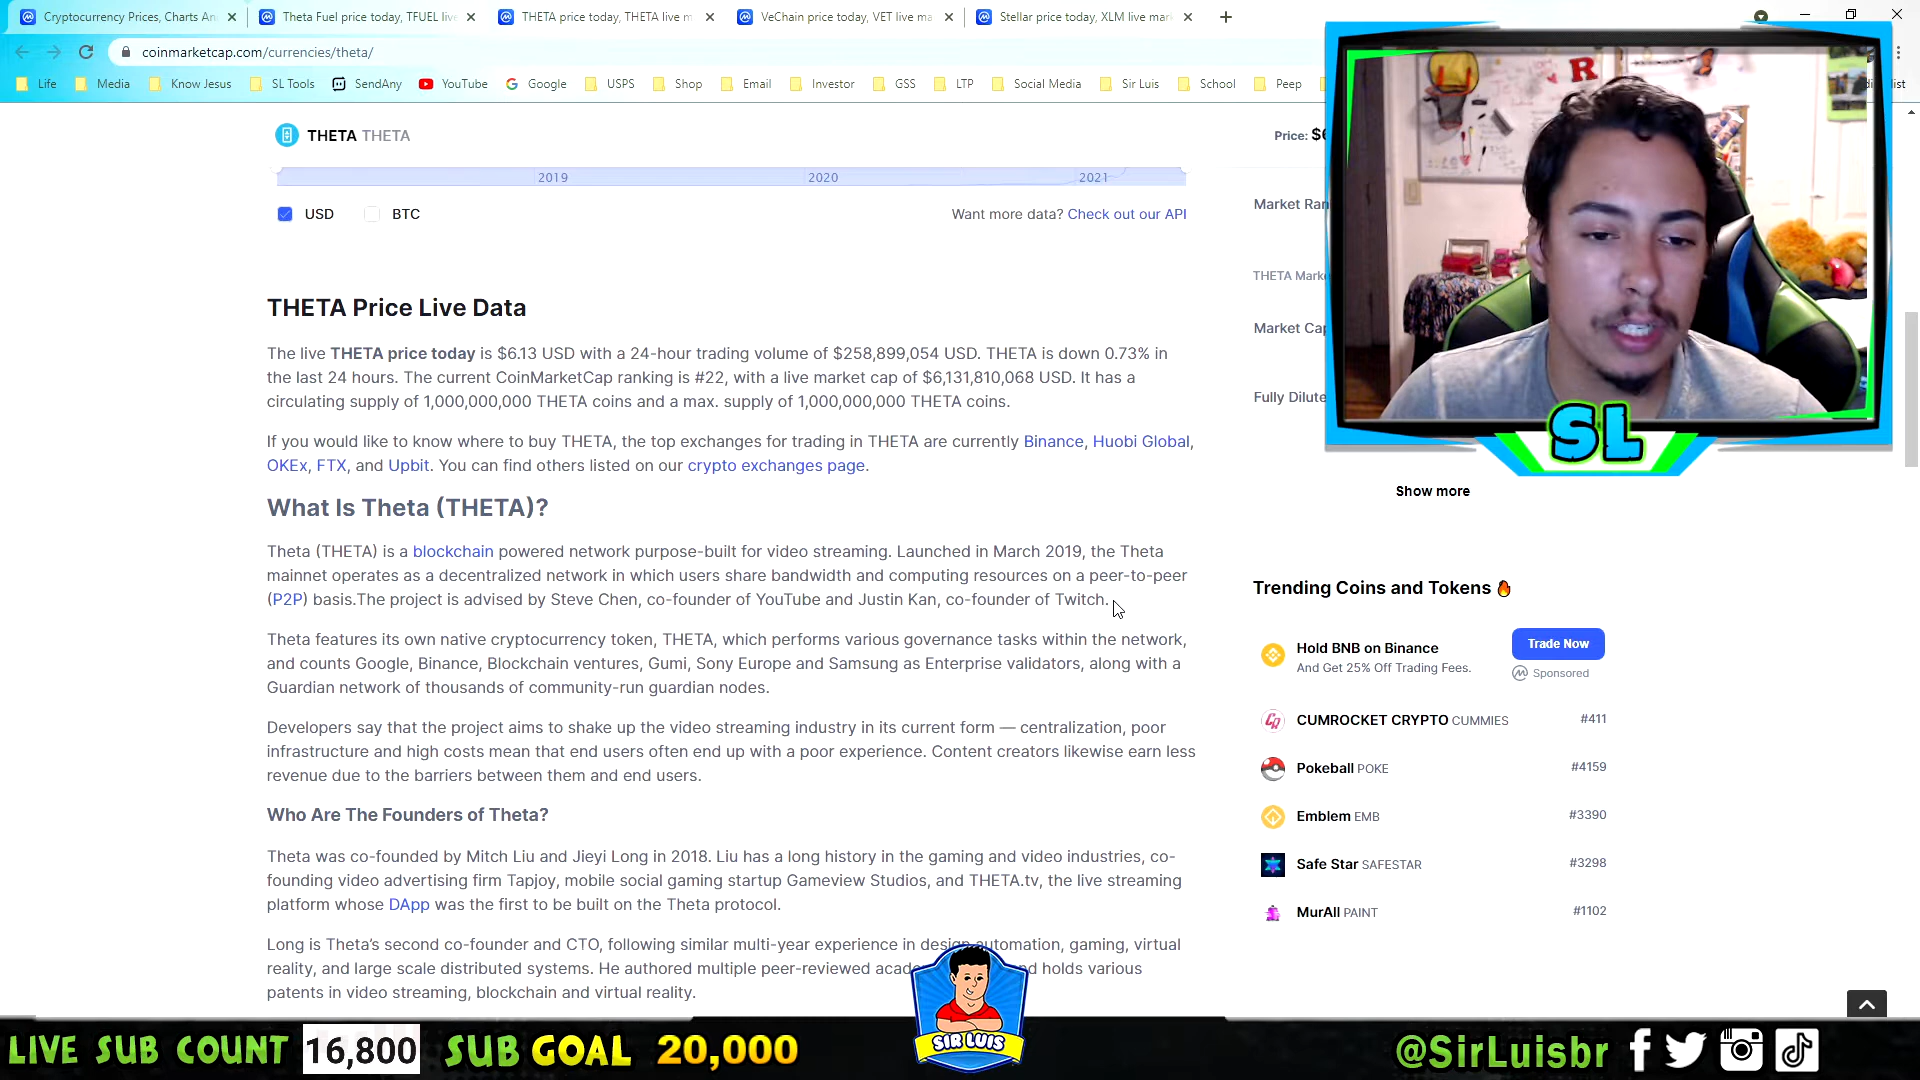 Cryptocurrency Prices, Charts An
Theta Fuel price today, TFUEL live
THETA price today, THETA live m
VeChain price today, VET live ma
Stellar price today, XLM live mar
coinmarketcap.com/currencies/theta/
Life
Media
Know Jesus
SL Tools
SendAny
YouTube
Google
USPS
Shop
Email
Investor
GSS
LTP
Social Media
Sir Luis
School
Peep
list
THETA THETA
Price: $6
2019
2020
2021
USD
BTC
Want more data? Check out our API
Market Ran
THETA Marke
Market Cap
Fully Dilute
R
SL
Show more
THETA Price Live Data
The live THETA price today is $6.13 USD with a 24-hour trading volume of $258,899,054 USD. THETA is down 0.73% in
the last 24 hours. The current CoinMarketCap ranking is #22, with a live market cap of $6,131,810,068 USD. It has a
circulating supply of 1,000,000,000 THETA coins and a max. supply of 1,000,000,000 THETA coins.
If you would like to know where to buy THETA, the top exchanges for trading in THETA are currently Binance, Huobi Global,
OKEx, FTX, and Upbit. You can find others listed on our crypto exchanges page.
What Is Theta (THETA)?
Theta (THETA) is a blockchain powered network purpose-built for video streaming. Launched in March 2019, the Theta
mainnet operates as a decentralized network in which users share bandwidth and computing resources on a peer-to-peer
(P2P) basis.The project is advised by Steve Chen, co-founder of YouTube and Justin Kan, co-founder of Twitch.
Theta features its own native cryptocurrency token, THETA, which performs various governance tasks within the network,
and counts Google, Binance, Blockchain ventures, Gumi, Sony Europe and Samsung as Enterprise validators, along with a
Guardian network of thousands of community-run guardian nodes.
Developers say that the project aims to shake up the video streaming industry in its current form — centralization, poor
infrastructure and high costs mean that end users often end up with a poor experience. Content creators likewise earn less
revenue due to the barriers between them and end users.
Who Are The Founders of Theta?
Theta was co-founded by Mitch Liu and Jieyi Long in 2018. Liu has a long history in the gaming and video industries, co-
founding video advertising firm Tapjoy, mobile social gaming startup Gameview Studios, and THETA.tv, the live streaming
platform whose DApp was the first to be built on the Theta protocol.
Long is Theta's second co-founder and CTO, following similar multi-year experience in design automation, gaming, virtual
reality, and large scale distributed systems. He authored multiple peer-reviewed acade nd holds various
patents in video streaming, blockchain and virtual reality.
Trending Coins and Tokens
Hold BNB on Binance
And Get 25% Off Trading Fees.
Trade Now
Sponsored
CUMROCKET CRYPTO CUMMIES #411
Pokeball POKE #4159
Emblem EMB #3390
Safe Star SAFESTAR #3298
MurAll PAINT #1102
LIVE SUB COUNT 16,800 SUB GOAL 20,000
SIR LUIS
@SirLuisbr